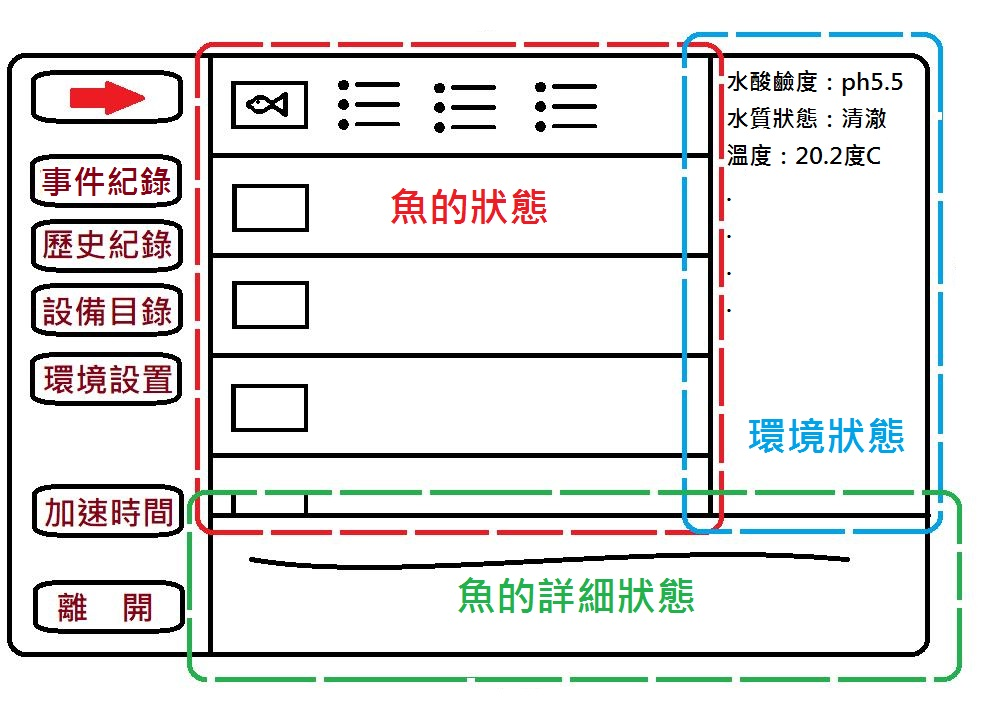 事件紀錄
歷史紀錄
設備目錄
環境設置
加速時間
離 開
魚的狀態
水酸鹼度：ph5.5
水質狀態：清澈
溫度：20.2度C
.
.
.
.
環境狀態
魚的詳細狀態